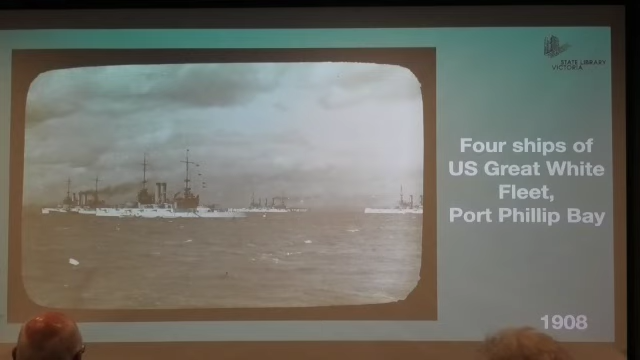 STATE LIBRARY
VICTORIA
Four ships of
US Great White
Fleet,
Port Phillip Bay
1908